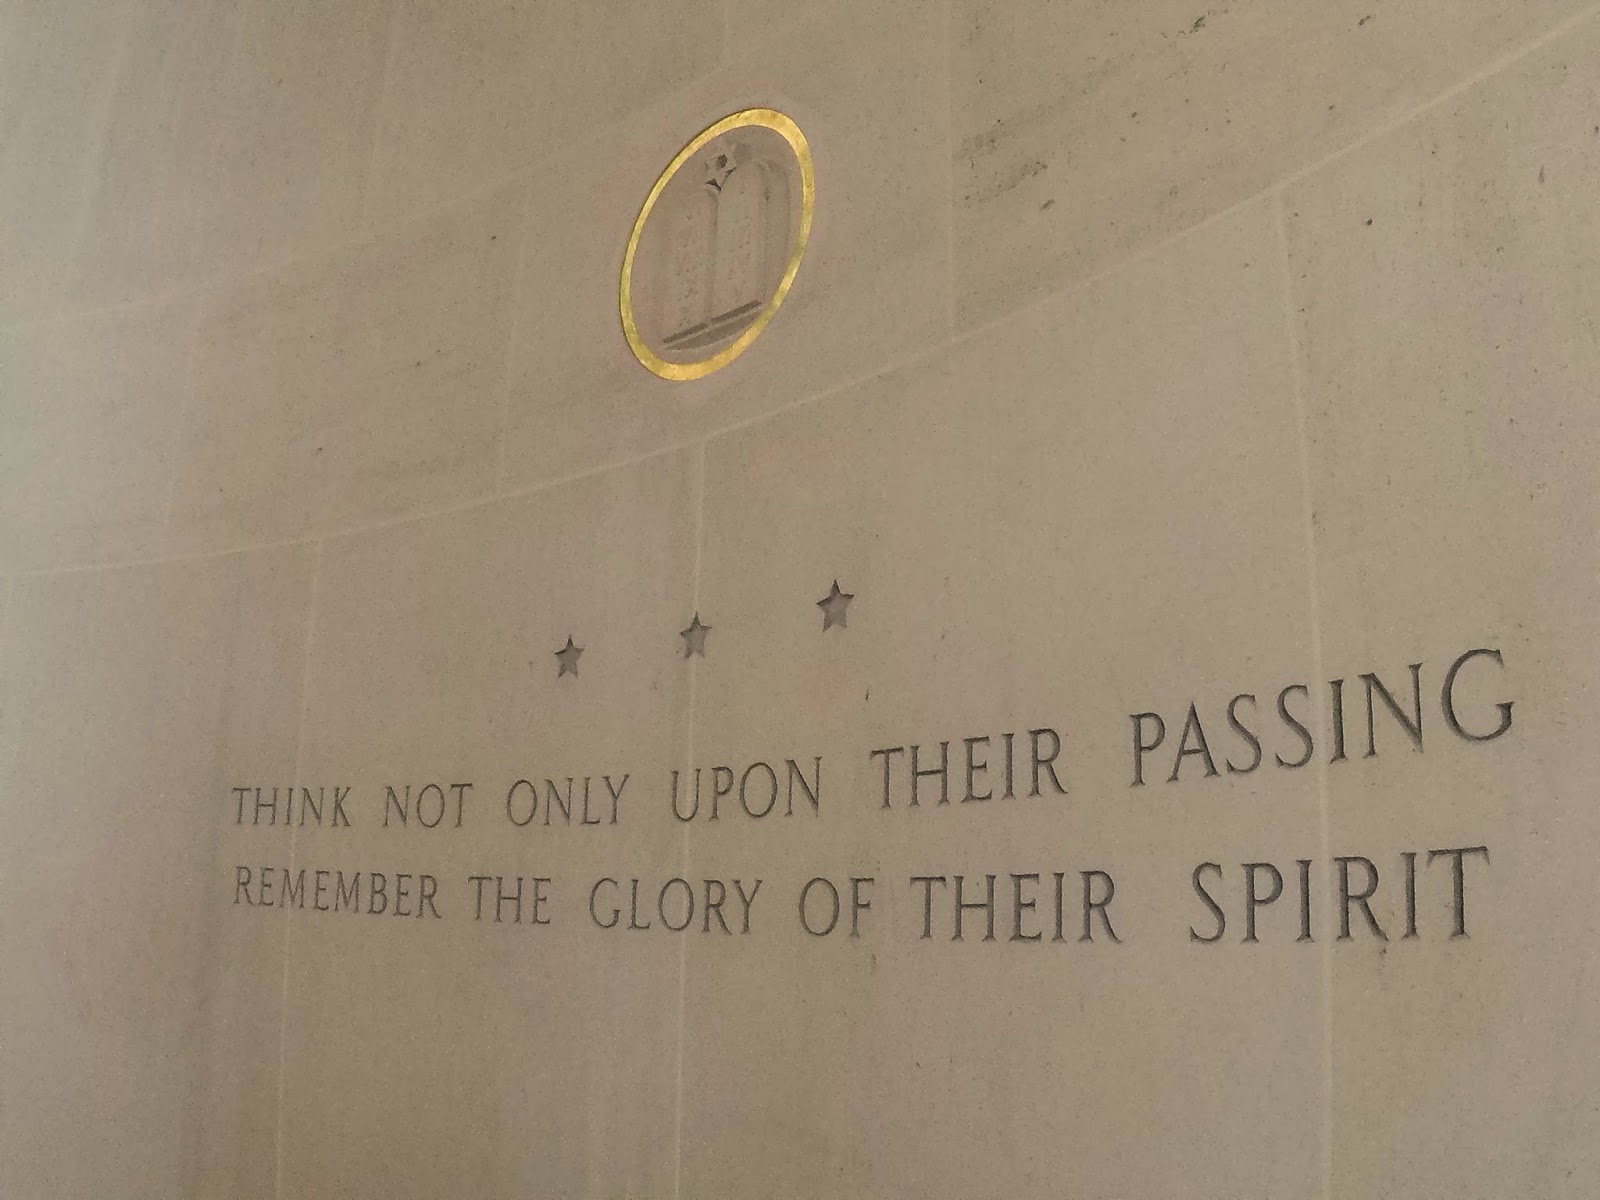 THINK NOT ONLY UPON THEIR PASSING
REMEMBER THE GLORY OF THEIR SPIRIT